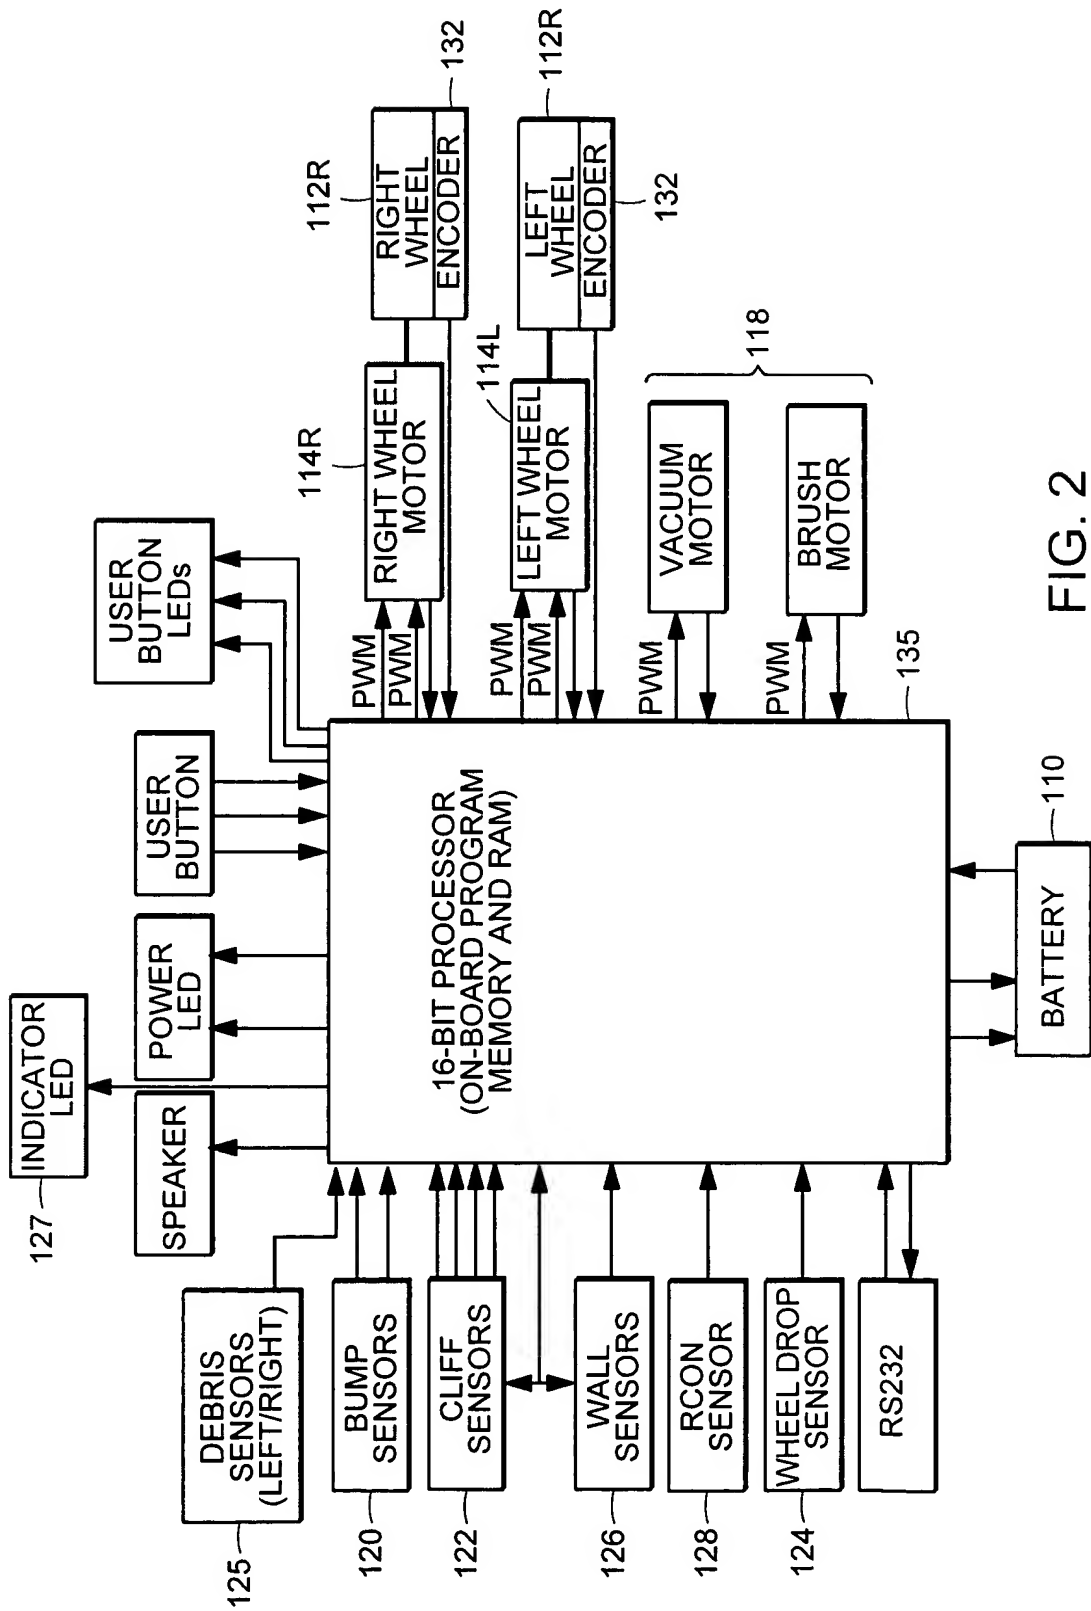 127
INDICATOR
LED
SPEAKER
POWER
LED
USER
BUTTON
USER
BUTTON
LEDs
125
DEBRIS
SENSORS
(LEFT/RIGHT)
120
BUMP
SENSORS
122
CLIFF
SENSORS
126
WALL
SENSORS
128
RCON
SENSOR
124
WHEEL DROP
SENSOR
RS232
16-BIT PROCESSOR
(ON-BOARD PROGRAM
MEMORY AND RAM)
135
PWM
PWM
114R
RIGHT WHEEL
MOTOR
112R
RIGHT
WHEEL
ENCODER
132
PWM
PWM
114L
LEFT WHEEL
MOTOR
112R
LEFT
WHEEL
ENCODER
132
PWM
VACUUM
MOTOR
118
PWM
BRUSH
MOTOR
110
BATTERY
FIG. 2